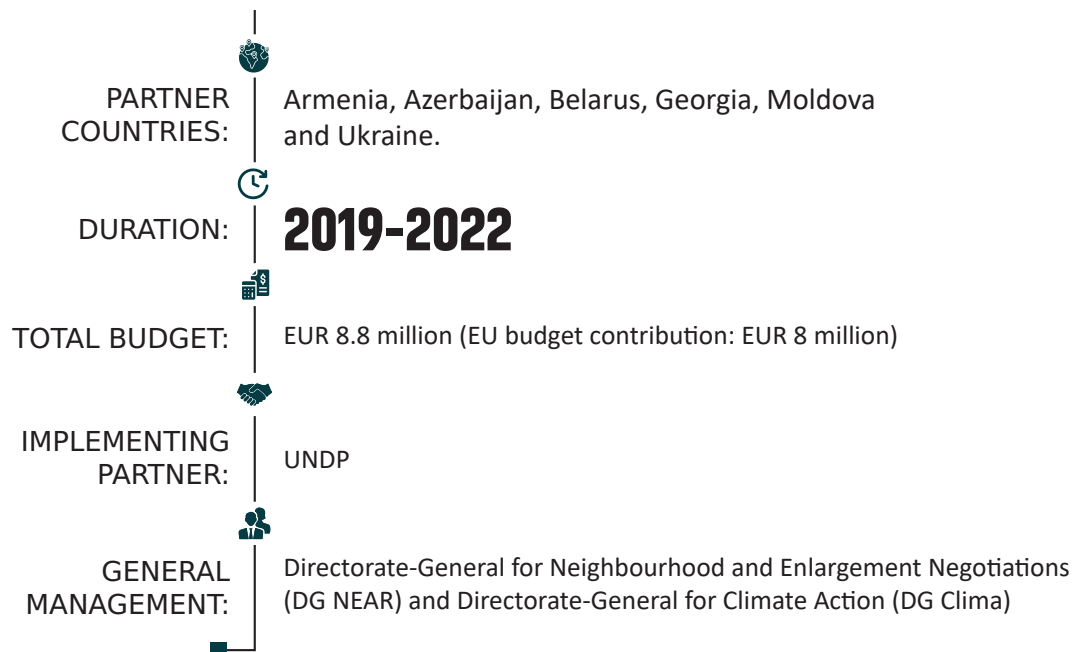 PARTNER
COUNTRIES:
Armenia, Azerbaijan, Belarus, Georgia, Moldova
and Ukraine.
DURATION:
2019-2022
TOTAL BUDGET:
EUR 8.8 million (EU budget contribution: EUR 8 million)
IMPLEMENTING
PARTNER:
UNDP
GENERAL
MANAGEMENT:
Directorate-General for Neighbourhood and Enlargement Negotiations
(DG NEAR) and Directorate-General for Climate Action (DG Clima)